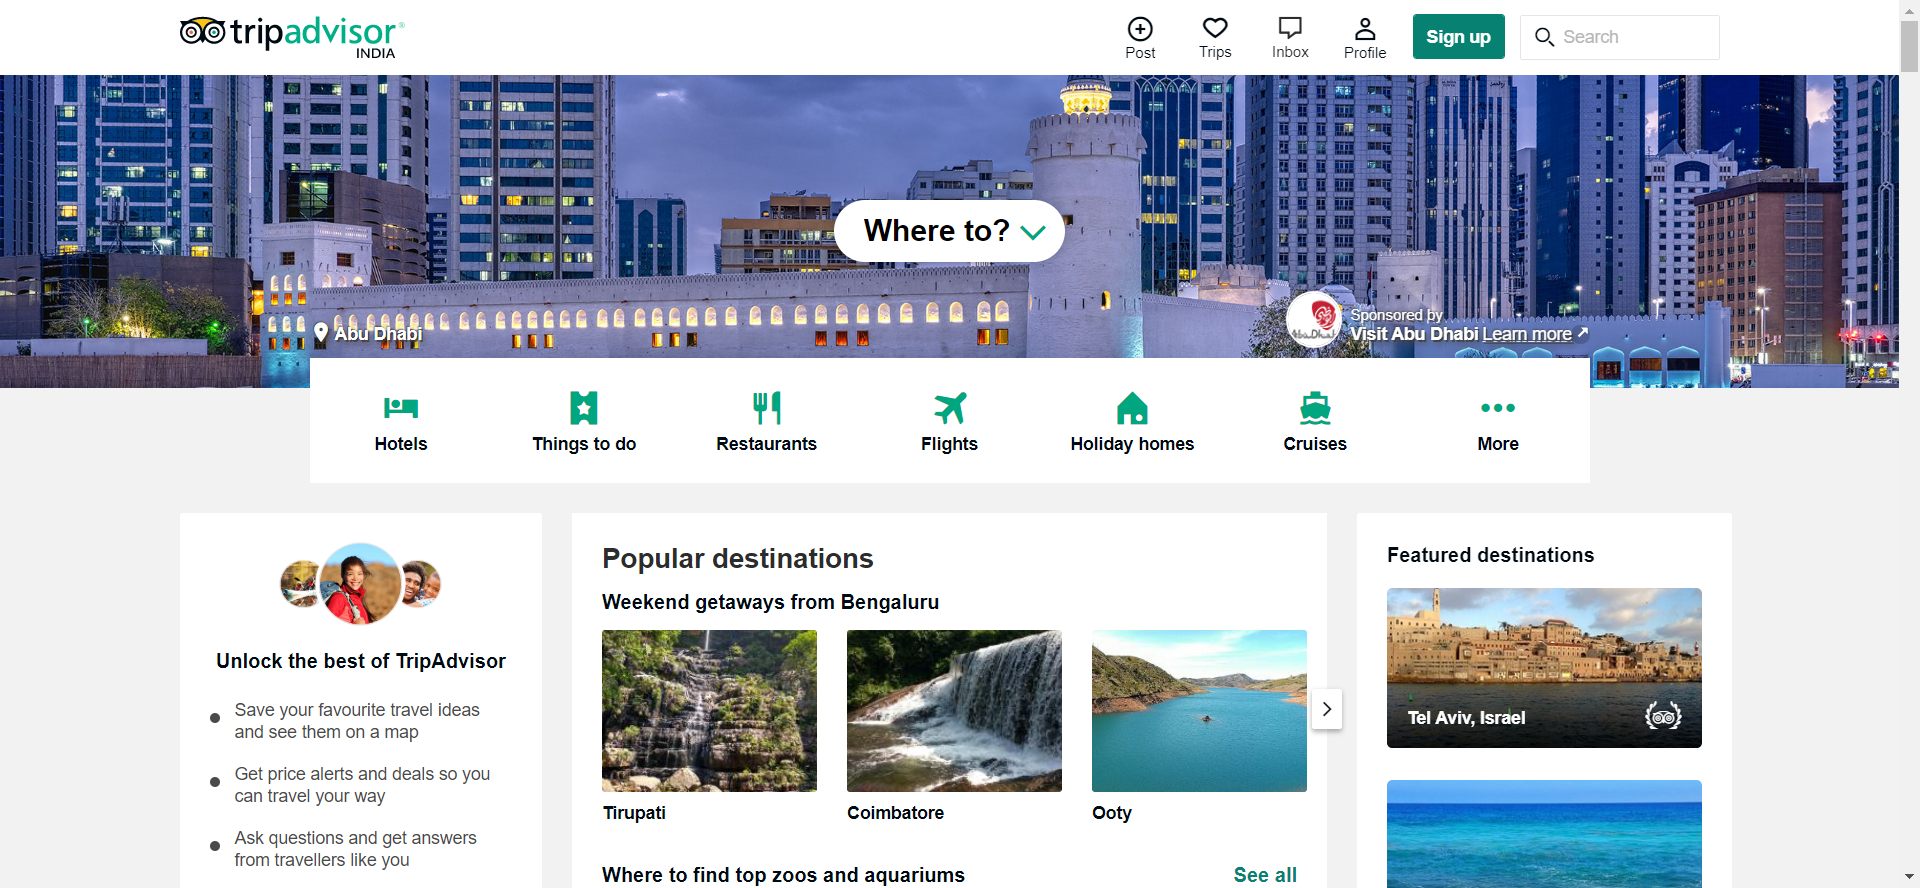 tripadvisor®
INDIA
Post
Trips
Inbox
Profile
Sign up
Search
Where to?
Abu Dhabi
Sponsored by
Visit Abu Dhabi Learn more
Hotels
Things to do
Restaurants
Flights
Holiday homes
Cruises
More
Unlock the best of TripAdvisor
Save your favourite travel ideas
and see them on a map
Get price alerts and deals so you
can travel your way
Ask questions and get answers
from travellers like you
Popular destinations
Weekend getaways from Bengaluru
Tirupati
Coimbatore
Ooty
Where to find top zoos and aquariums
See all
Featured destinations
Tel Aviv, Israel